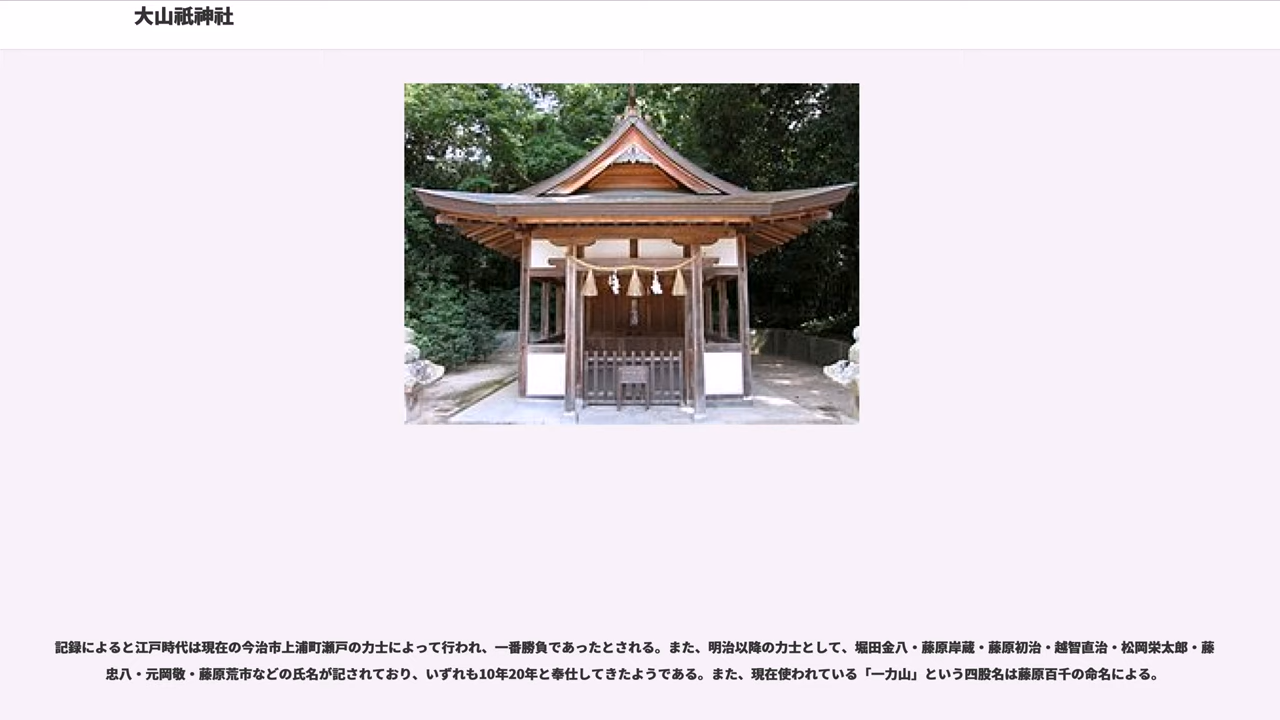 大山祇神社
記録によると江戸時代は現在の今治市上浦町瀬戸の力士によって行われ、一番勝負であったとされる。また、明治以降の力士として、堀田金八・藤原岸蔵・藤原初治・越智直治・松岡栄太郎・藤
忠八・元岡敬・藤原荒市などの氏名が記されており、いずれも10年20年と奉仕してきたようである。また、現在使われている「一力山」という四股名は藤原百千の命名による。